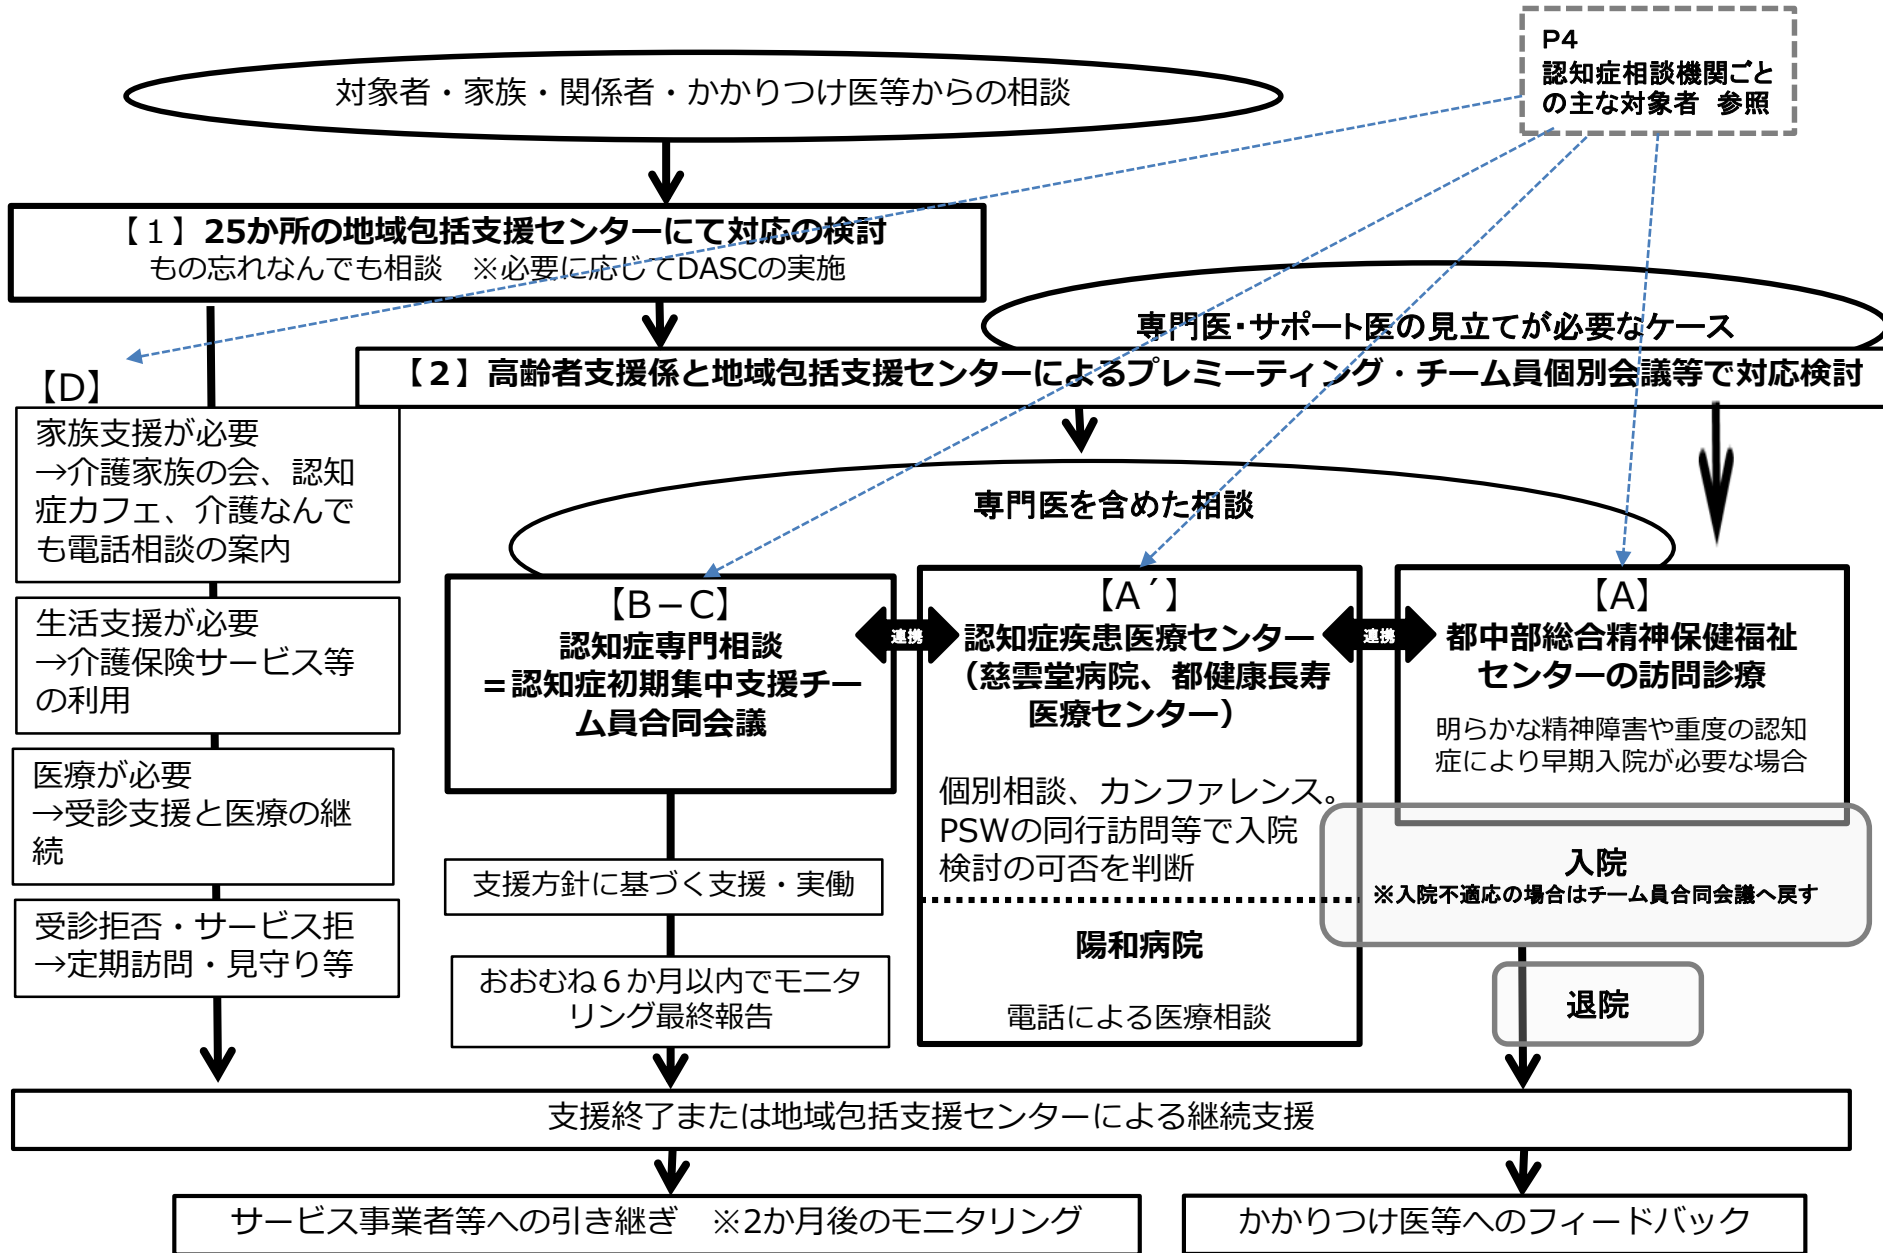 P4
認知症相談機関ごと
の主な対象者　参照
対象者・家族・関係者・かかりつけ医等からの相談
【１】25か所の地域包括支援センターにて対応の検討
もの忘れなんでも相談　※必要に応じてDASCの実施
専門医・サポート医の見立てが必要なケース
【２】高齢者支援係と地域包括支援センターによるプレミーティング・チーム員個別会議等で対応検討
【D】
家族支援が必要
→介護家族の会、認知
症カフェ、介護なんで
も電話相談の案内
生活支援が必要
→介護保険サービス等
の利用
医療が必要
→受診支援と医療の継
続
受診拒否・サービス拒
→定期訪問・見守り等
専門医を含めた相談
【B－C】
認知症専門相談
＝認知症初期集中支援チー
ム員合同会議
連携
【A´】
認知症疾患医療センター
（慈雲堂病院、都健康長寿
医療センター）
個別相談、カンファレンス。
PSWの同行訪問等で入院
検討の可否を判断
陽和病院
電話による医療相談
連携
【A】
都中部総合精神保健福祉
センターの訪問診療
明らかな精神障害や重度の認知
症により早期入院が必要な場合
入院
※入院不適応の場合はチーム員合同会議へ戻す
退院
支援方針に基づく支援・実働
おおむね６か月以内でモニタ
リング最終報告
支援終了または地域包括支援センターによる継続支援
サービス事業者等への引き継ぎ　※2か月後のモニタリング
かかりつけ医等へのフィードバック